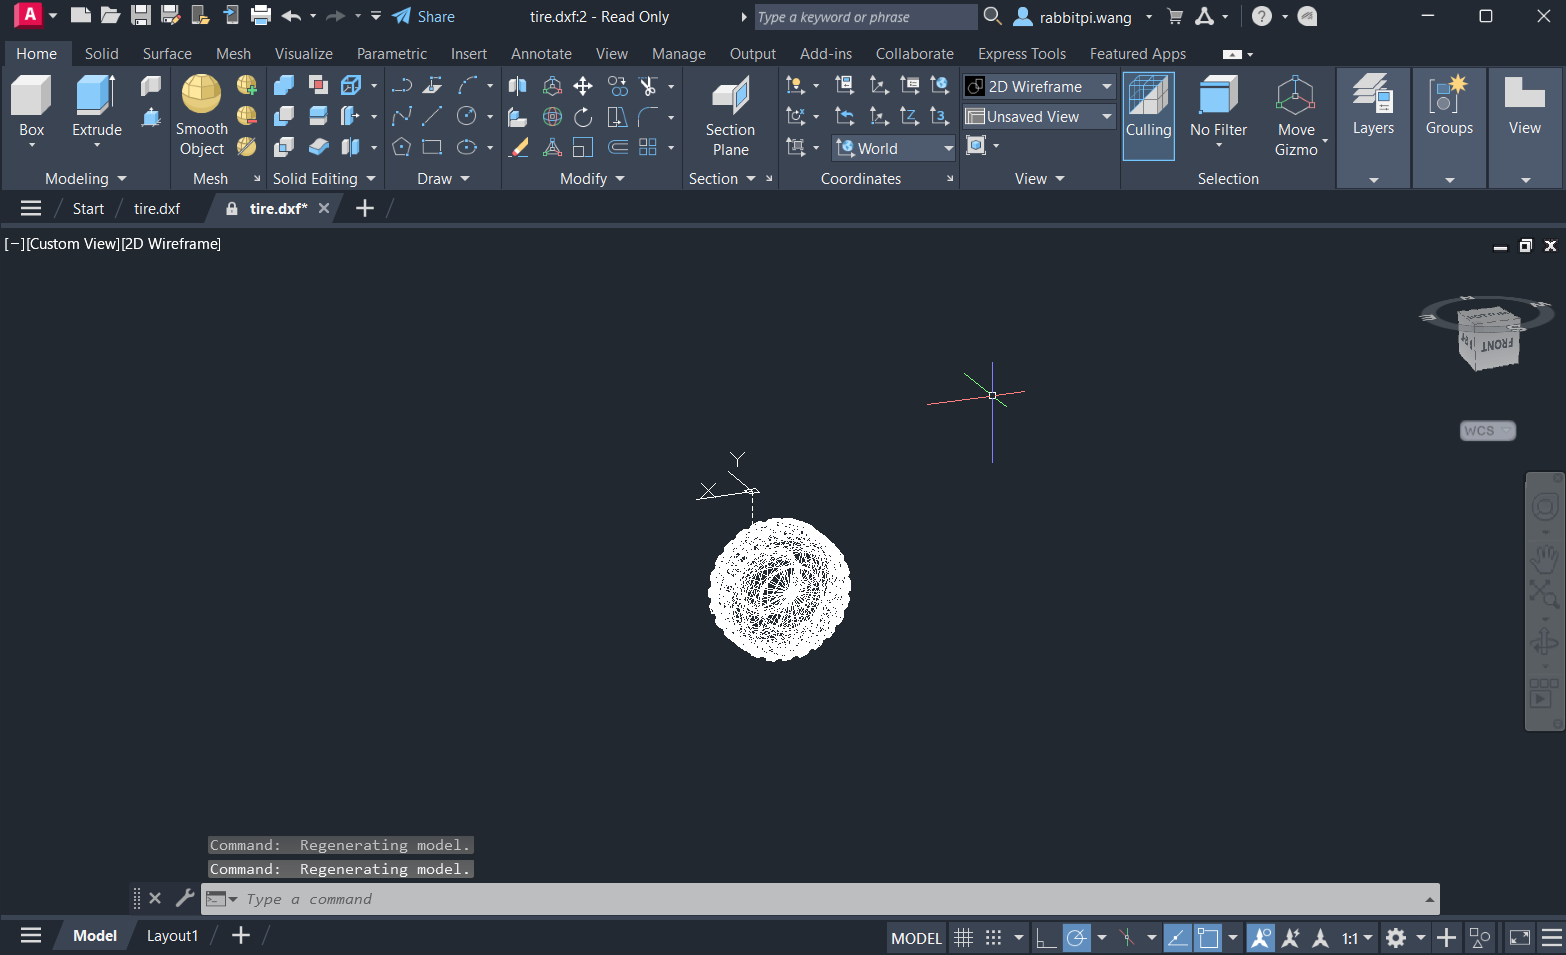 A
Share
tire.dxf:2 - Read Only
Type a keyword or phrase
rabbitpi.wang
?
Home Solid Surface Mesh Visualize Parametric Insert Annotate View Manage Output Add-ins Collaborate Express Tools Featured Apps
Box
Extrude
Smooth
Object
Section
Plane
World
2D Wireframe
Unsaved View
Culling
No Filter
Move
Gizmo
Layers
Groups
View
Modeling Mesh Solid Editing Draw Modify Section Coordinates View Selection
Start
tire.dxf
tire.dxf*
[−][Custom View][2D Wireframe]
FRONT
WCS
Y
X
Command: Regenerating model.
Command: Regenerating model.
Type a command
Model
Layout1
MODEL
1:1